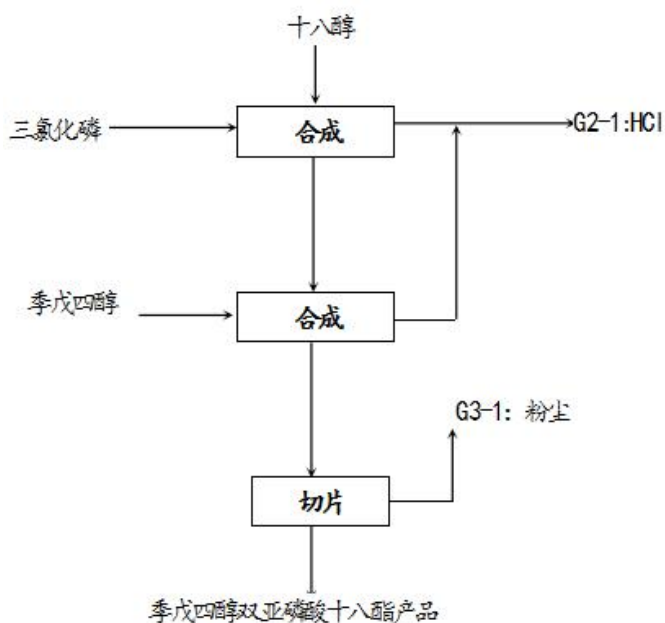 十八醇
三氯化磷
合成
G2-1:HCl
季戊四醇
合成
G3-1: 粉尘
切片
季戊四醇双亚磷酸十八酯产品